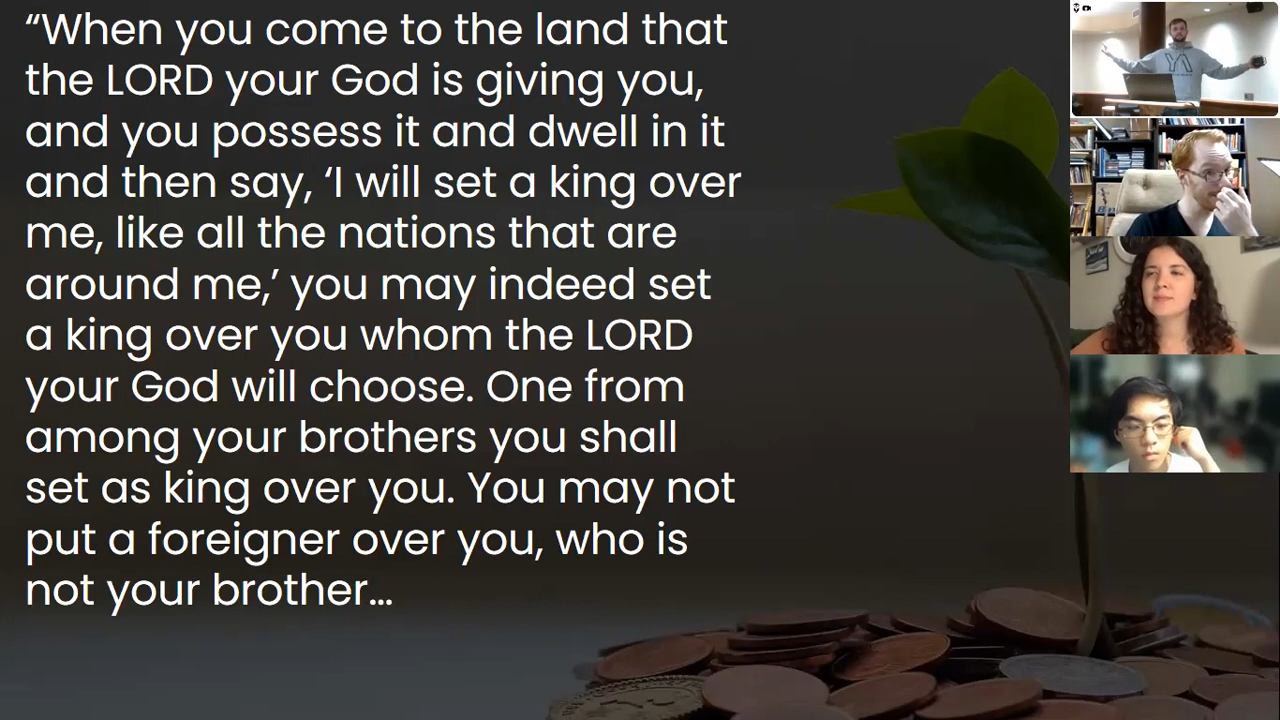 “When you come to the land that
the LORD your God is giving you,
and you possess it and dwell in it
and then say, ‘I will set a king over
me, like all the nations that are
around me,’ you may indeed set
a king over you whom the LORD
your God will choose. One from
among your brothers you shall
set as king over you. You may not
put a foreigner over you, who is
not your brother…